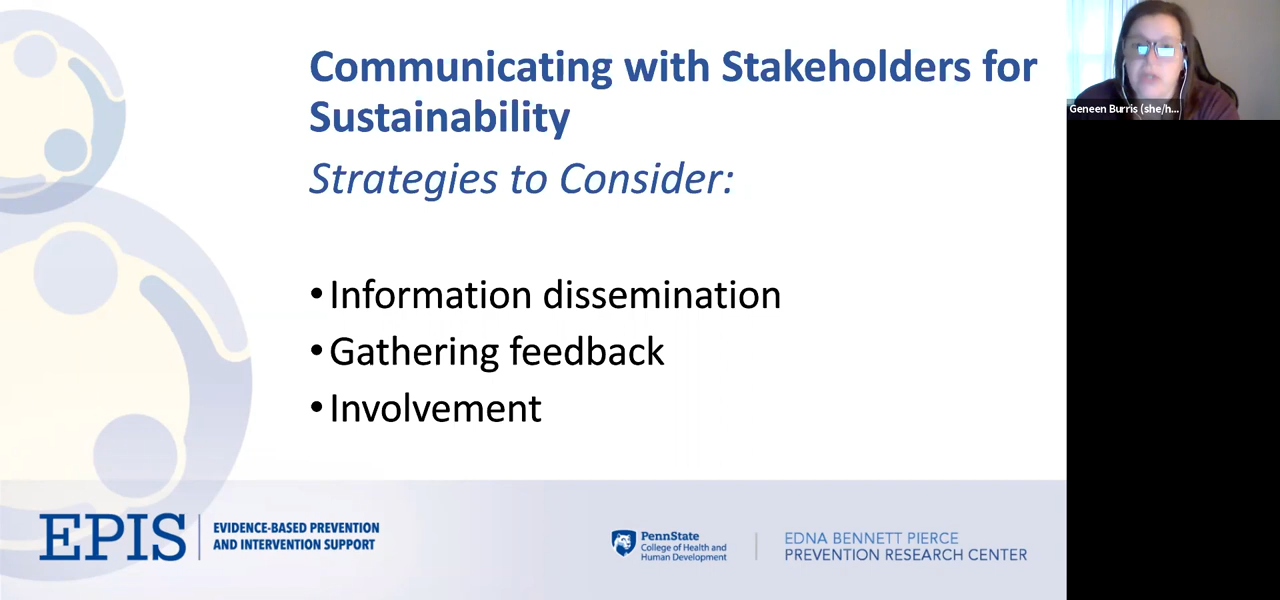 Communicating with Stakeholders for
Sustainability
Strategies to Consider:
•Information dissemination
•Gathering feedback
•Involvement
EPIS
EVIDENCE-BASED PREVENTION
AND INTERVENTION SUPPORT
PennState
College of Health and
Human Development
EDNA BENNETT PIERCE
PREVENTION RESEARCH CENTER
Geneen Burris (she/h...